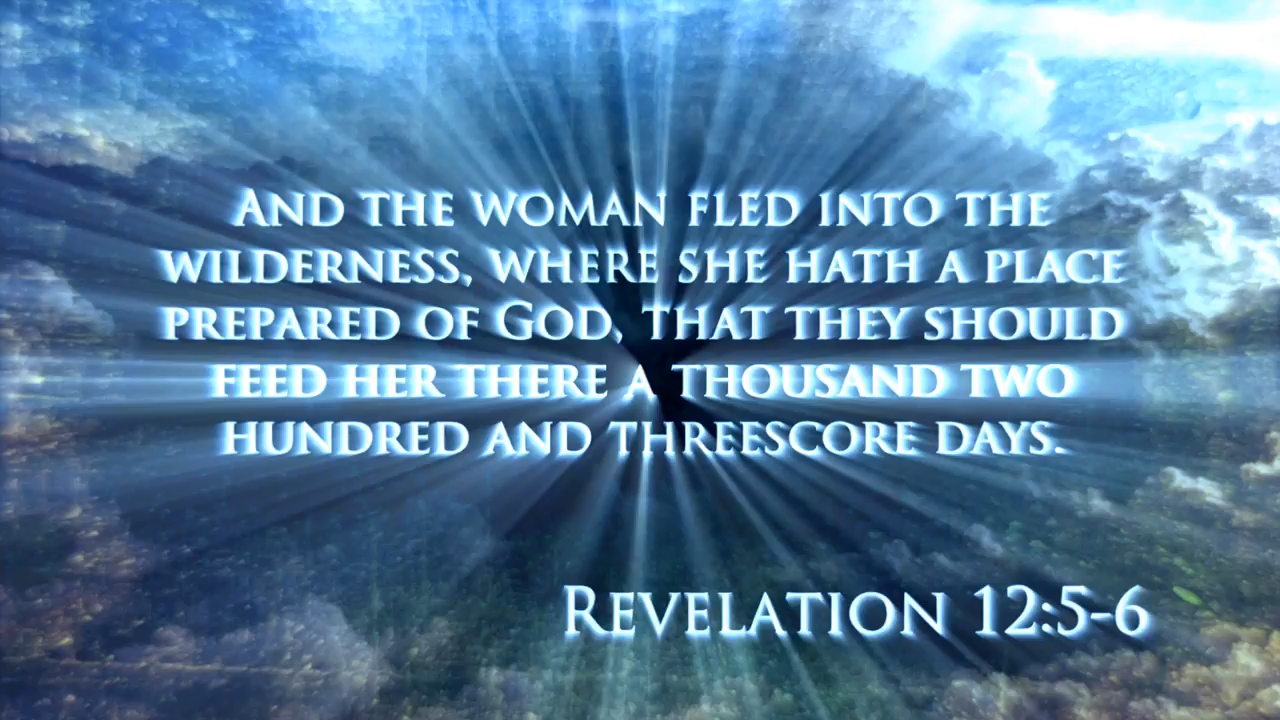 And the woman fled into the
wilderness, where she hath a place
prepared of God, that they should
feed her there a thousand two
hundred and threescore days.
Revelation 12:5-6